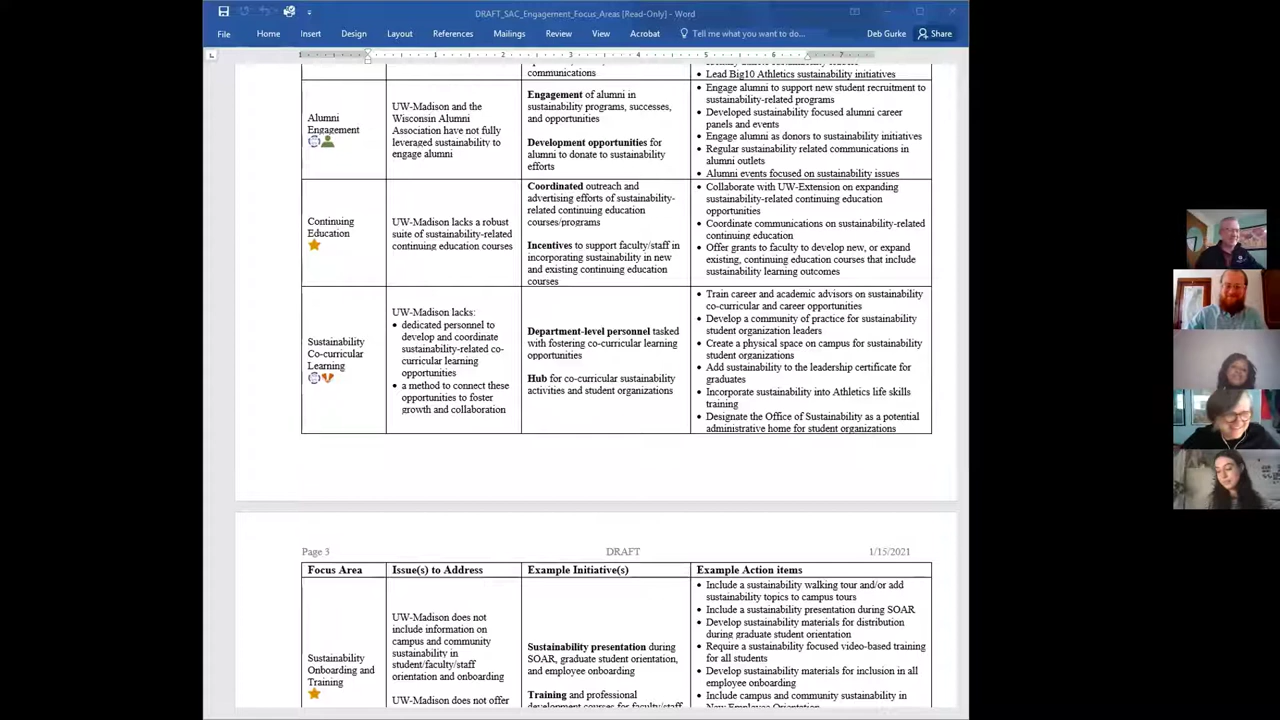 DRAFT_SAC_Engagement_Focus_Areas [Read-Only] - Word
File Home Insert Design Layout References Mailings Review View Acrobat Tell me what you want to do... Deb Gurke Share
1 1 2 3 4 5 6 7
communications
Lead Big10 Athletics sustainability initiatives
Alumni
Engagement
UW-Madison and the
Wisconsin Alumni
Association have not fully
leveraged sustainability to
engage alumni
Engagement of alumni in
sustainability programs, successes,
and opportunities
Development opportunities for
alumni to donate to sustainability
efforts
Engage alumni to support new student recruitment to
sustainability-related programs
Developed sustainability focused alumni career
panels and events
Engage alumni as donors to sustainability initiatives
Regular sustainability related communications in
alumni outlets
Alumni events focused on sustainability issues
Continuing
Education
UW-Madison lacks a robust
suite of sustainability-related
continuing education courses
Coordinated outreach and
advertising efforts of sustainability-
related continuing education
courses/programs
Incentives to support faculty/staff in
incorporating sustainability in new
and existing continuing education
courses
Collaborate with UW-Extension on expanding
sustainability-related continuing education
opportunities
Coordinate communications on sustainability-related
continuing education
Offer grants to faculty to develop new, or expand
existing, continuing education courses that include
sustainability learning outcomes
Sustainability
Co-curricular
Learning
UW-Madison lacks:
dedicated personnel to
develop and coordinate
sustainability-related co-
curricular learning
opportunities
a method to connect these
opportunities to foster
growth and collaboration
Department-level personnel tasked
with fostering co-curricular learning
opportunities
Hub for co-curricular sustainability
activities and student organizations
Train career and academic advisors on sustainability
co-curricular and career opportunities
Develop a community of practice for sustainability
student organization leaders
Create a physical space on campus for sustainability
student organizations
Add sustainability to the leadership certificate for
graduates
Incorporate sustainability into Athletics life skills
training
Designate the Office of Sustainability as a potential
administrative home for student organizations
Page 3 DRAFT 1/15/2021
Focus Area Issue(s) to Address Example Initiative(s) Example Action items
Sustainability
Onboarding and
Training
UW-Madison does not
include information on
campus and community
sustainability in
student/faculty/staff
orientation and onboarding
UW-Madison does not offer
Sustainability presentation during
SOAR, graduate student orientation,
and employee onboarding
Training and professional
development courses for faculty/staff
Include a sustainability walking tour and/or add
sustainability topics to campus tours
Include a sustainability presentation during SOAR
Develop sustainability materials for distribution
during graduate student orientation
Require a sustainability focused video-based training
for all students
Develop sustainability materials for inclusion in all
employee onboarding
Include campus and community sustainability in
New Employee Orientation